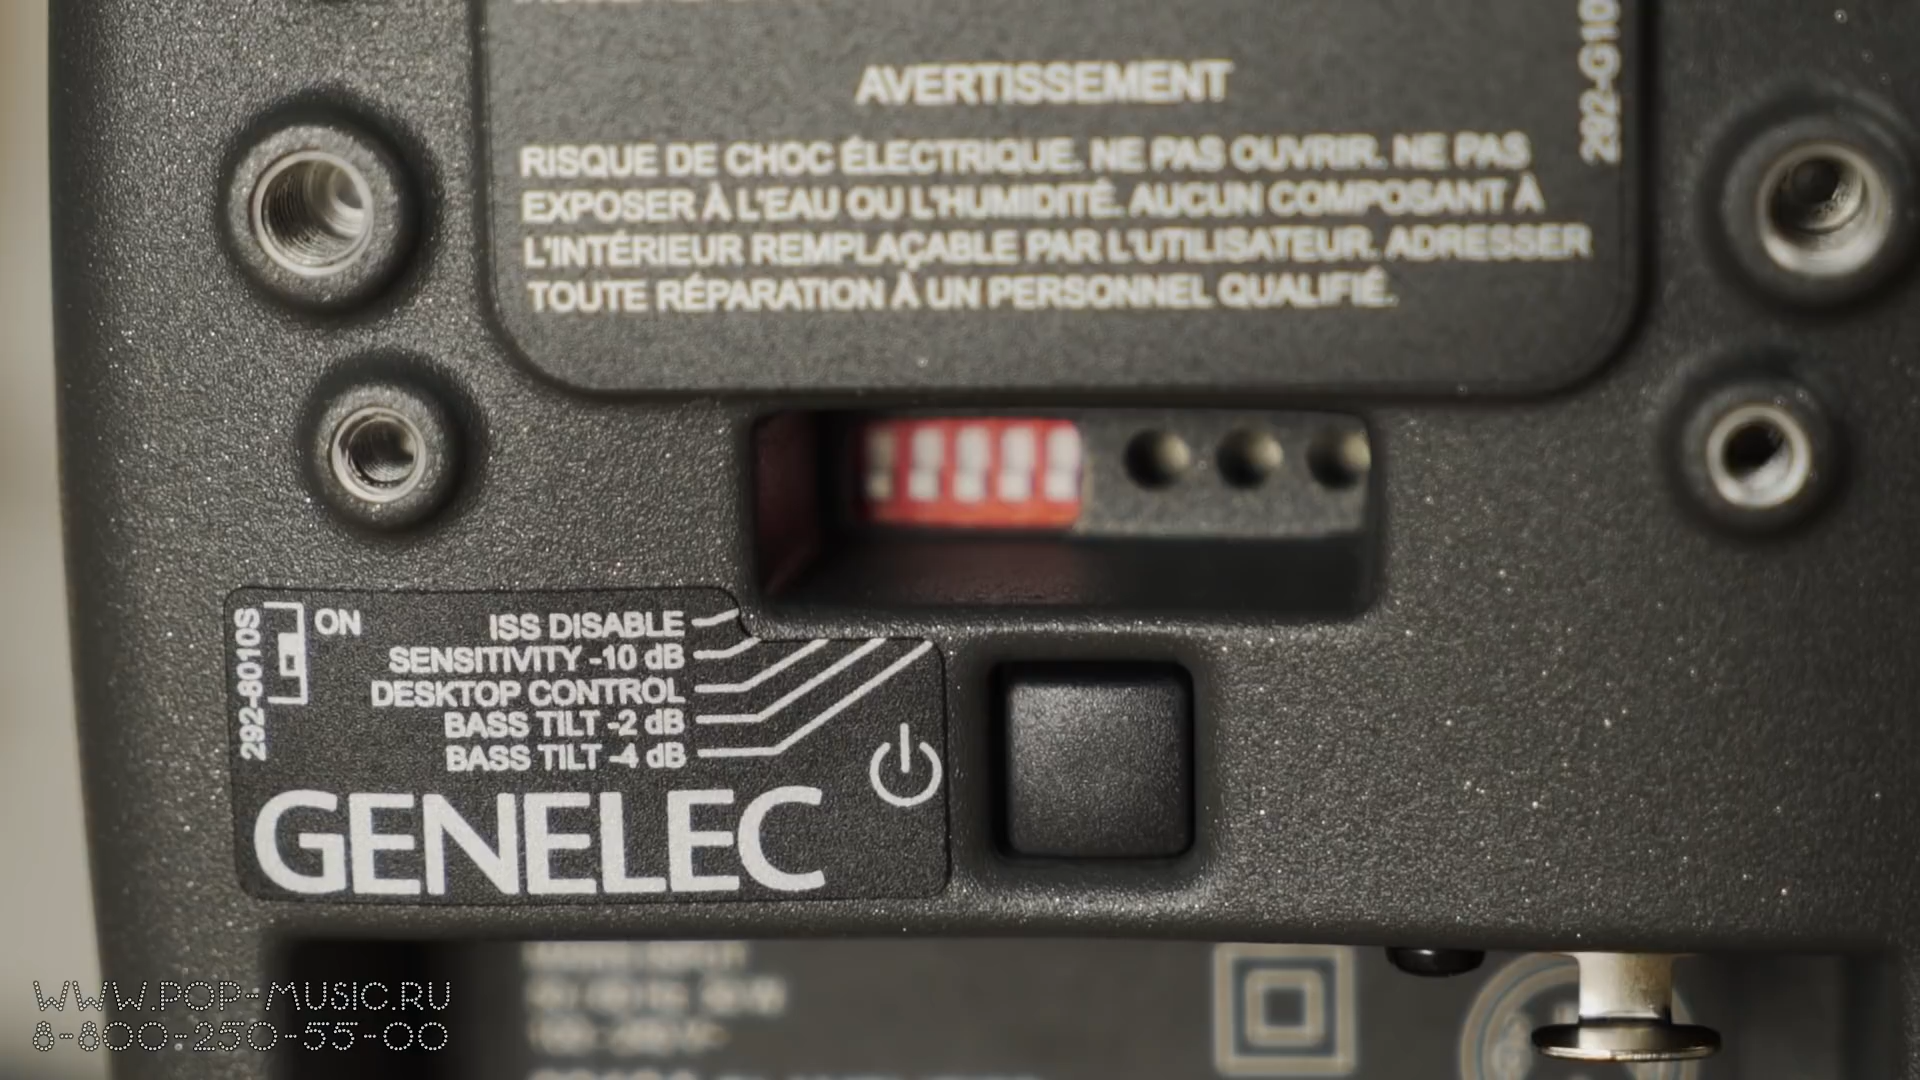 AVERTISSEMENT
RISQUE DE CHOC ÉLECTRIQUE. NE PAS OUVRIR. NE PAS
EXPOSER À L'EAU OU L'HUMIDITÉ. AUCUN COMPOSANT À
L'INTÉRIEUR REMPLAÇABLE PAR L'UTILISATEUR. ADRESSER
TOUTE RÉPARATION À UN PERSONNEL QUALIFIÉ.
292-G10
292-8010S
ON
ISS DISABLE
SENSITIVITY -10 dB
DESKTOP CONTROL
BASS TILT -2 dB
BASS TILT -4 dB
GENELEC
WWW.POP-MUSIC.RU
8-800-250-55-00